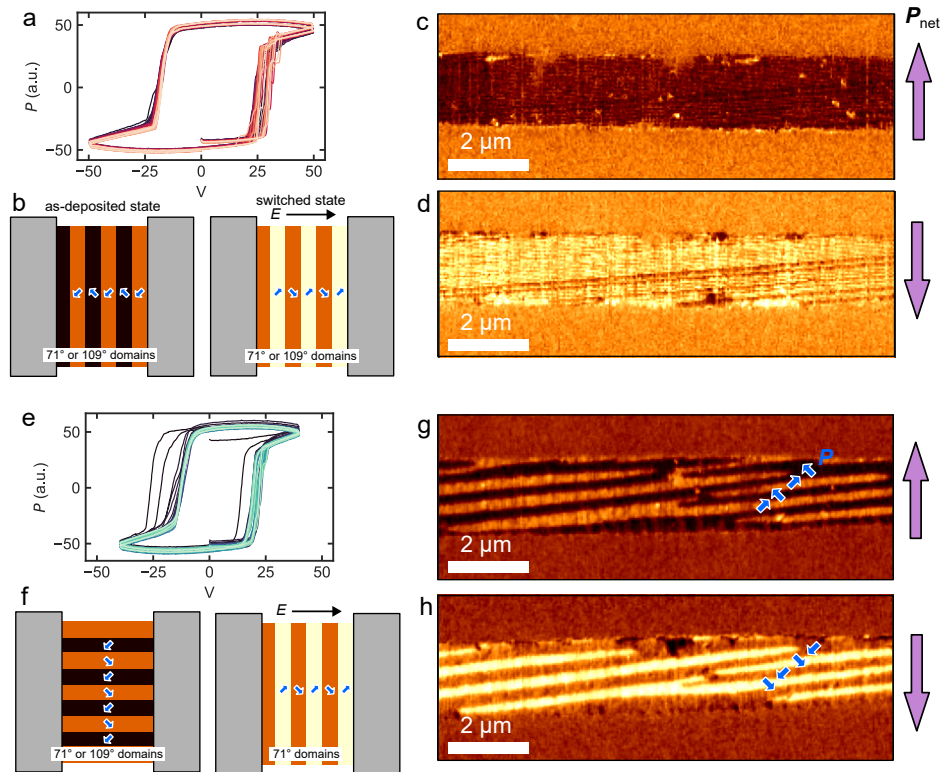 a
P (a.u.)
50
0
−50
−50
−25
0
25
50
V
b
as-deposited state
71° or 109° domains
switched state
E
71° or 109° domains
c
2 μm
Pnet
d
2 μm
e
P (a.u.)
50
0
−50
−50
−25
0
25
50
V
f
71° or 109° domains
E
71° domains
g
P
2 μm
h
2 μm